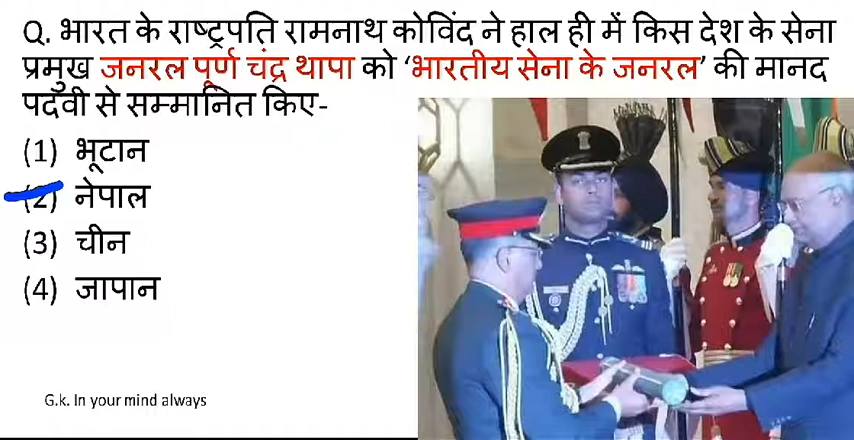 Q. भारत के राष्ट्रपति रामनाथ कोविंद ने हाल ही में किस देश के सेना
प्रमुख जनरल पूर्ण चंद्र थापा को ‘भारतीय सेना के जनरल’ की मानद
पदवी से सम्मानित किए-
(1) भूटान
(2) नेपाल
(3) चीन
(4) जापान
G.k. In your mind always